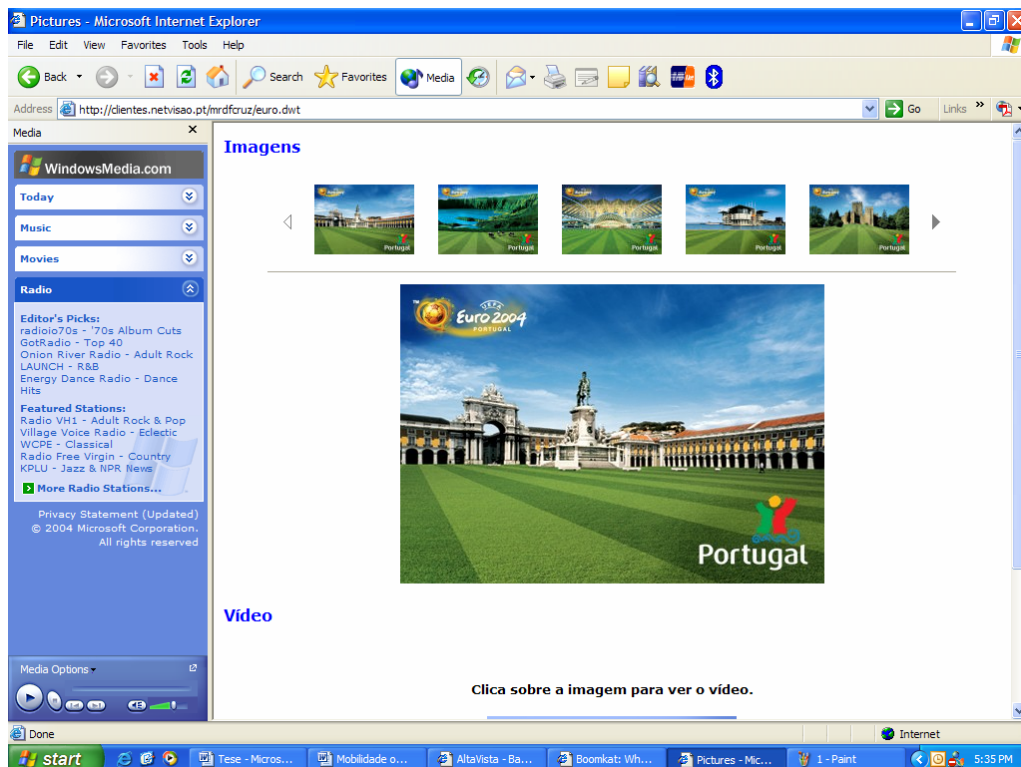 Pictures - Microsoft Internet Explorer
File Edit View Favorites Tools Help
Back Search Favorites Media
Address http://clientes.netvisao.pt/mrdfcruz/euro.dwt Go Links »
Media
WindowsMedia.com
Today
Music
Movies
Radio
Editor's Picks:
radioio70s - '70s Album Cuts
GotRadio - Top 40
Onion River Radio - Adult Rock
LAUNCH - R&B
Energy Dance Radio - Dance
Hits
Featured Stations:
Radio VH1 - Adult Rock & Pop
Village Voice Radio - Eclectic
WCPE - Classical
Radio Free Virgin - Country
KPLU - Jazz & NPR News
More Radio Stations...
Privacy Statement (Updated)
© 2004 Microsoft Corporation.
All rights reserved
Media Options
Imagens
Portugal Portugal Portugal Portugal Portugal
™ UEFA
Euro 2004
PORTUGAL
Portugal
Vídeo
Clica sobre a imagem para ver o vídeo.
Done Internet
start Tese - Micros... Mobilidade o... AltaVista - Ba... Boomkat: Wh... Pictures - Mic... 1 - Paint 5:35 PM